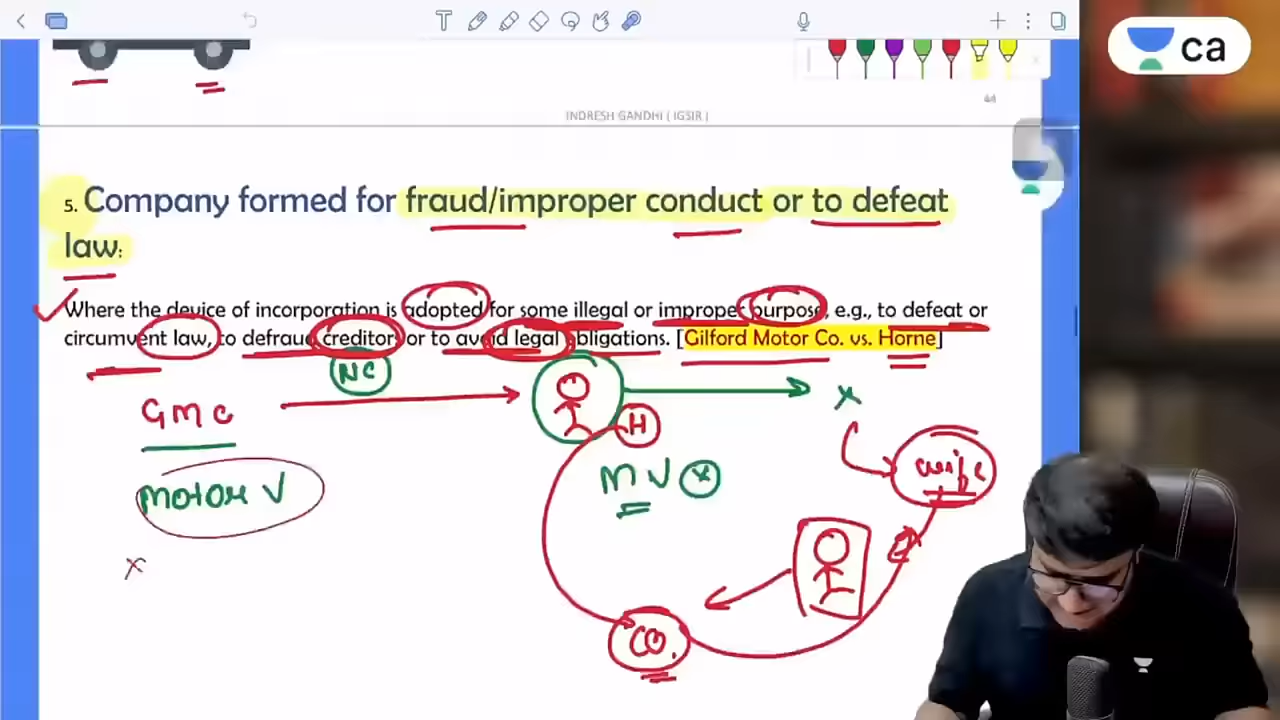 T
ca
44
INDRESH GANDHI ( IGSIR )
5. Company formed for fraud/improper conduct or to defeat
law:
Where the device of incorporation is adopted for some illegal or improper purpose, e.g., to defeat or
circumvent law, to defraud creditors or to avoid legal obligations. [Gilford Motor Co. vs. Horne]
NC
GMC
x
H
wife
Motor V
MV x
x
CO.